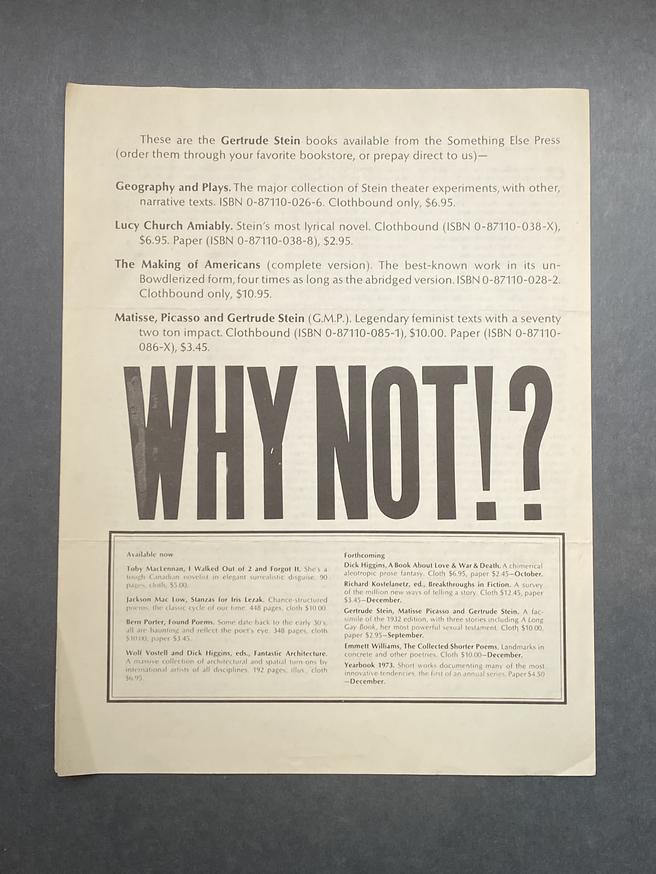 These are the Gertrude Stein books available from the Something Else Press
(order them through your favorite bookstore, or prepay direct to us)—
Geography and Plays. The major collection of Stein theater experiments, with other,
narrative texts. ISBN 0-87110-026-6. Clothbound only, $6.95.
Lucy Church Amiably. Stein's most lyrical novel. Clothbound (ISBN 0-87110-038-X),
$6.95. Paper (ISBN 0-87110-038-8), $2.95.
The Making of Americans (complete version). The best-known work in its un-
Bowdlerized form, four times as long as the abridged version. ISBN 0-87110-028-2.
Clothbound only, $10.95.
Matisse, Picasso and Gertrude Stein (G.M.P.). Legendary feminist texts with a seventy
two ton impact. Clothbound (ISBN 0-87110-085-1), $10.00. Paper (ISBN 0-87110-
086-X), $3.45.
WHY NOT!?
Available now
Toby MacLennan, I Walked Out of 2 and Forgot It. She's a
tough Canadian novelist in elegant surrealistic disguise. 90
pages, cloth, $5.00.
Jackson Mac Low, Stanzas for Iris Lezak. Chance-structured
poems, the classic cycle of our time. 448 pages, cloth $10.00.
Bern Porter, Found Poems. Some date back to the early 30's,
all are haunting and reflect the poet's eye. 348 pages, cloth
$10.00, paper $3.45.
Wolf Vostell and Dick Higgins, eds., Fantastic Architecture.
A massive collection of architectural and spatial turn-ons by
international artists of all disciplines. 192 pages, illus., cloth
$6.95.
Forthcoming
Dick Higgins, A Book About Love & War & Death. A chimerical
aleotropic prose fantasy. Cloth $6.95, paper $2.45—October.
Richard Kostelanetz, ed., Breakthroughs in Fiction. A survey
of the million new ways of telling a story. Cloth $12.45, paper
$3.45—December.
Gertrude Stein, Matisse Picasso and Gertrude Stein. A fac-
simile of the 1932 edition, with three stories including A Long
Gay Book, her most powerful sexual testament. Cloth $10.00,
paper $2.95—September.
Emmett Williams, The Collected Shorter Poems. Landmarks in
concrete and other poetries. Cloth $10.00—December.
Yearbook 1973. Short works documenting many of the most
innovative tendencies, the first of an annual series. Paper $4.50
—December.